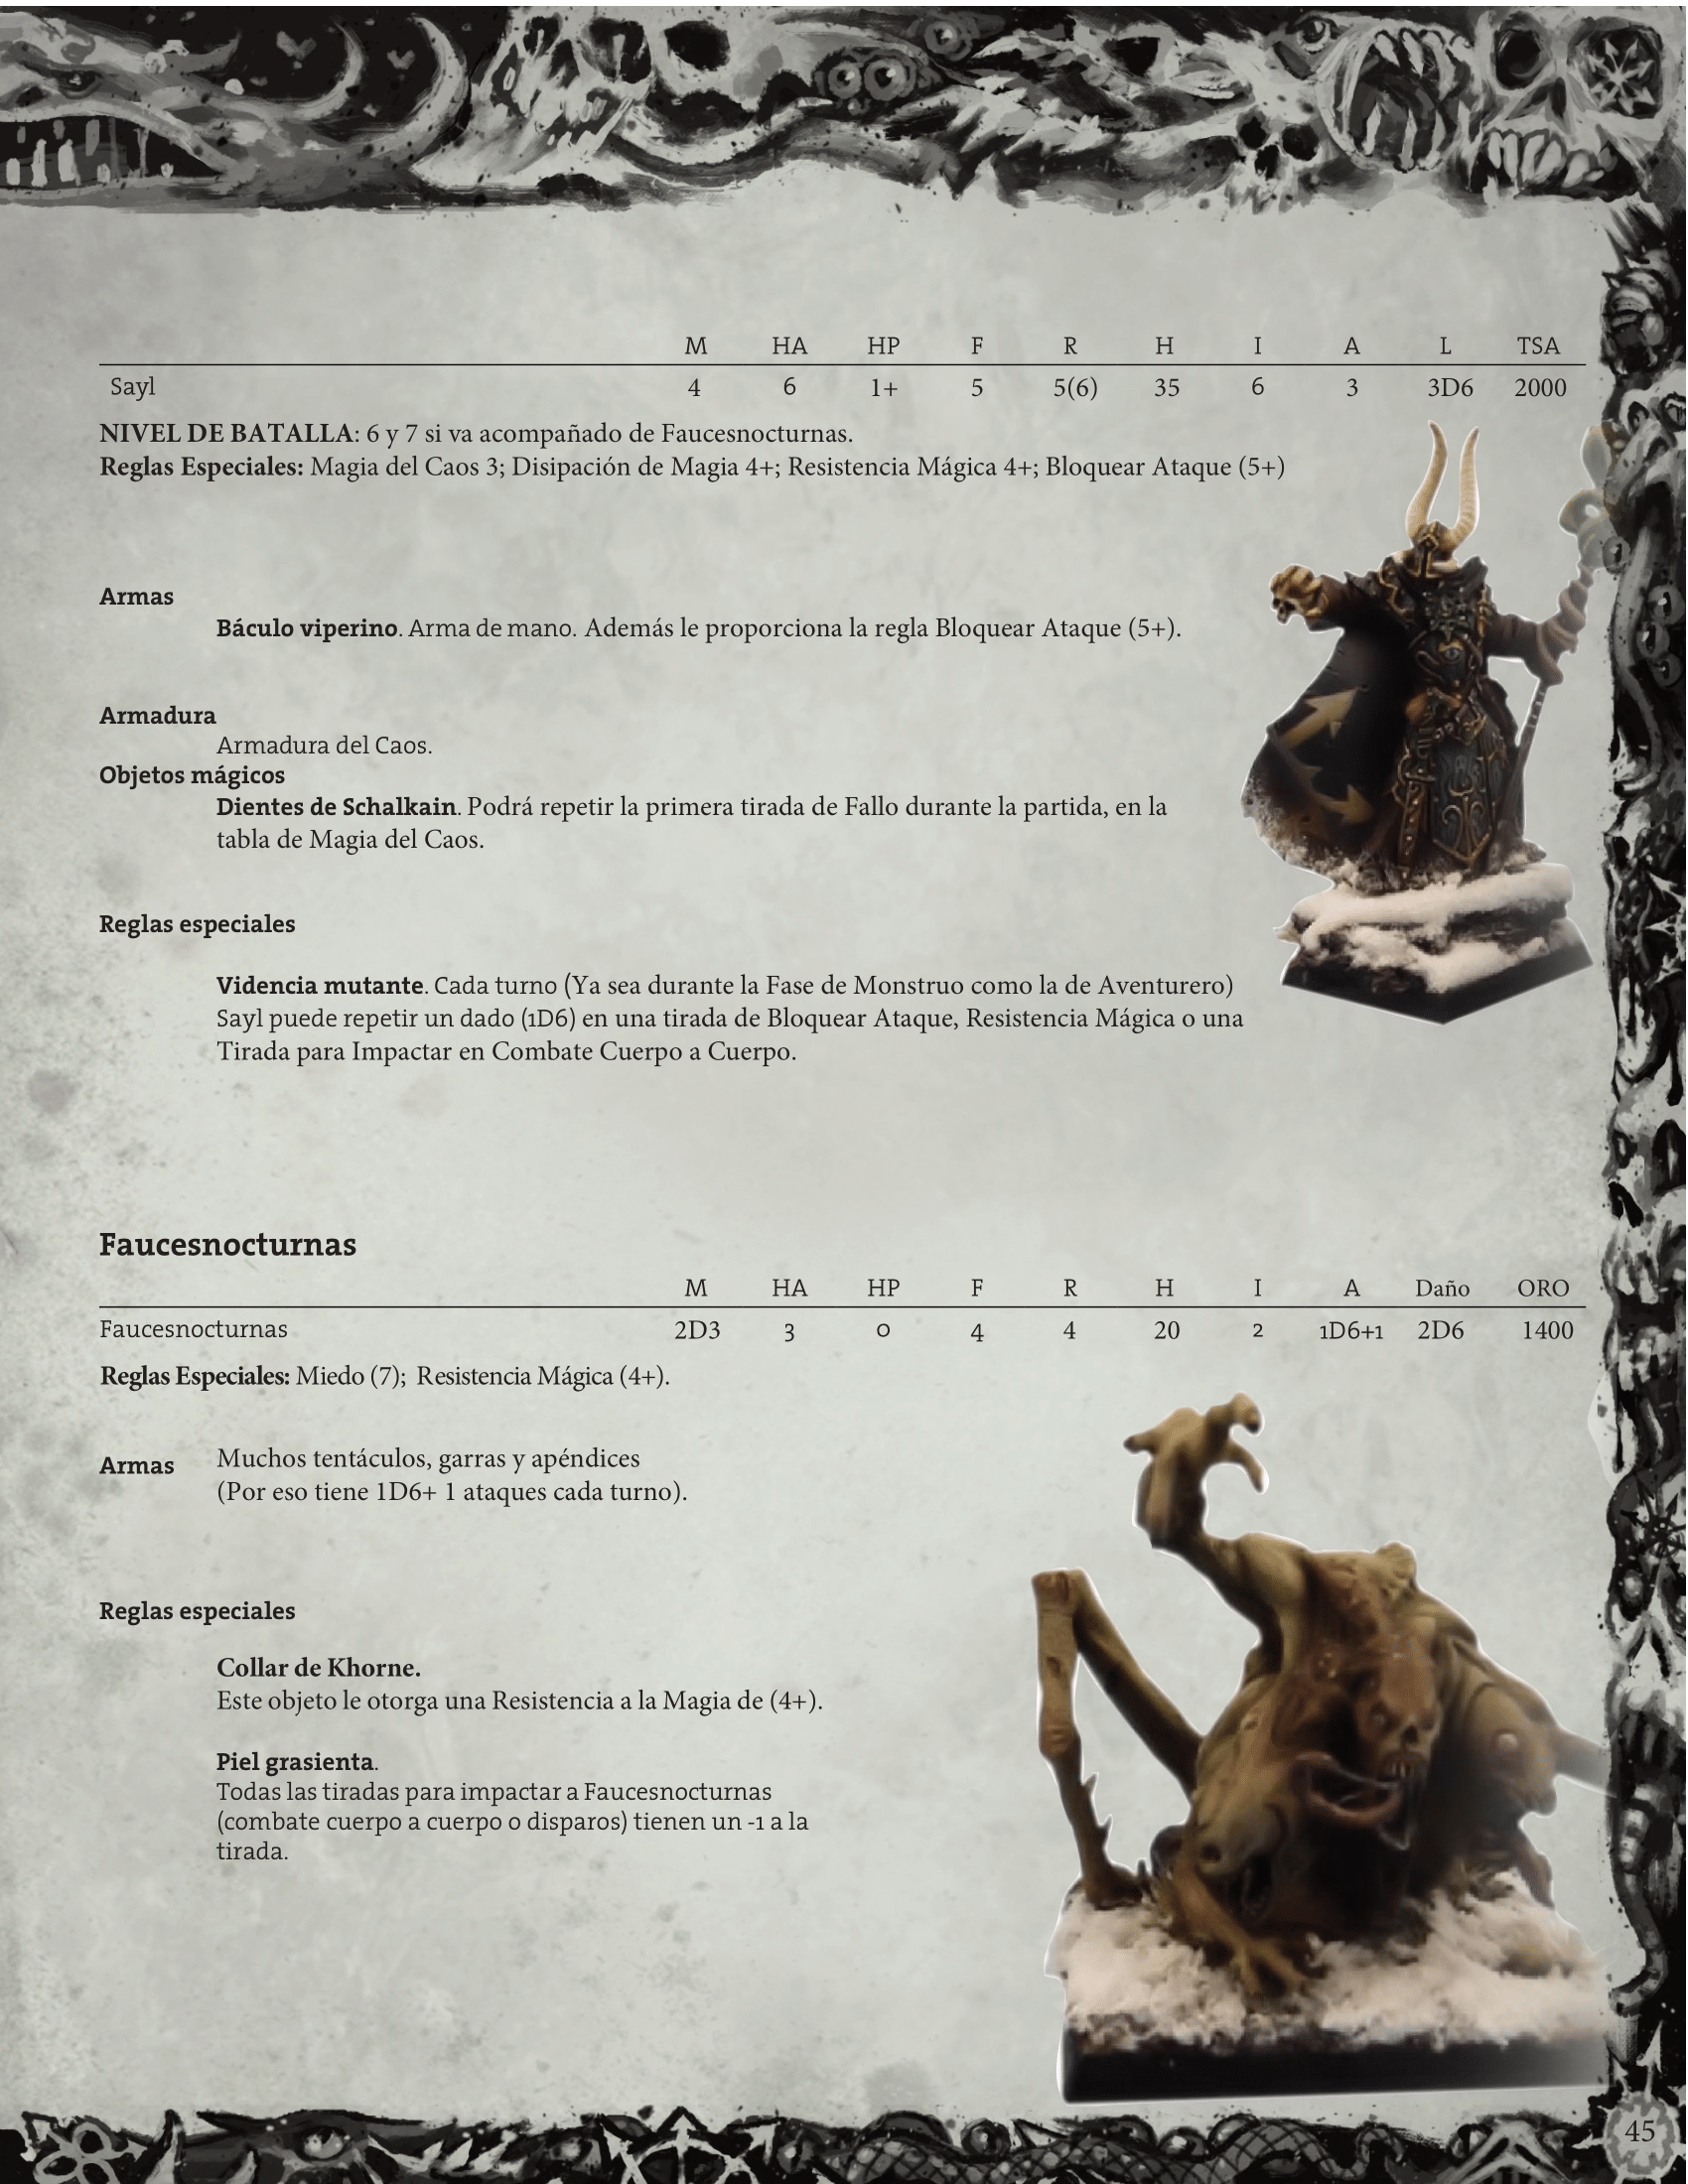 M HA HP F R H I A L TSA
Sayl 4 6 1+ 5 5(6) 35 6 3 3D6 2000
NIVEL DE BATALLA: 6 y 7 si va acompañado de Faucesnocturnas.
Reglas Especiales: Magia del Caos 3; Disipación de Magia 4+; Resistencia Mágica 4+; Bloquear Ataque (5+)
Armas
Báculo viperino. Arma de mano. Además le proporciona la regla Bloquear Ataque (5+).
Armadura
Armadura del Caos.
Objetos mágicos
Dientes de Schalkain. Podrá repetir la primera tirada de Fallo durante la partida, en la
tabla de Magia del Caos.
Reglas especiales
Videncia mutante. Cada turno (Ya sea durante la Fase de Monstruo como la de Aventurero)
Sayl puede repetir un dado (1D6) en una tirada de Bloquear Ataque, Resistencia Mágica o una
Tirada para Impactar en Combate Cuerpo a Cuerpo.
Faucesnocturnas
M HA HP F R H I A Daño ORO
Faucesnocturnas 2D3 3 0 4 4 20 2 1D6+1 2D6 1400
Reglas Especiales: Miedo (7); Resistencia Mágica (4+).
Armas Muchos tentáculos, garras y apéndices
(Por eso tiene 1D6+ 1 ataques cada turno).
Reglas especiales
Collar de Khorne.
Este objeto le otorga una Resistencia a la Magia de (4+).
Piel grasienta.
Todas las tiradas para impactar a Faucesnocturnas
(combate cuerpo a cuerpo o disparos) tienen un -1 a la
tirada.
45